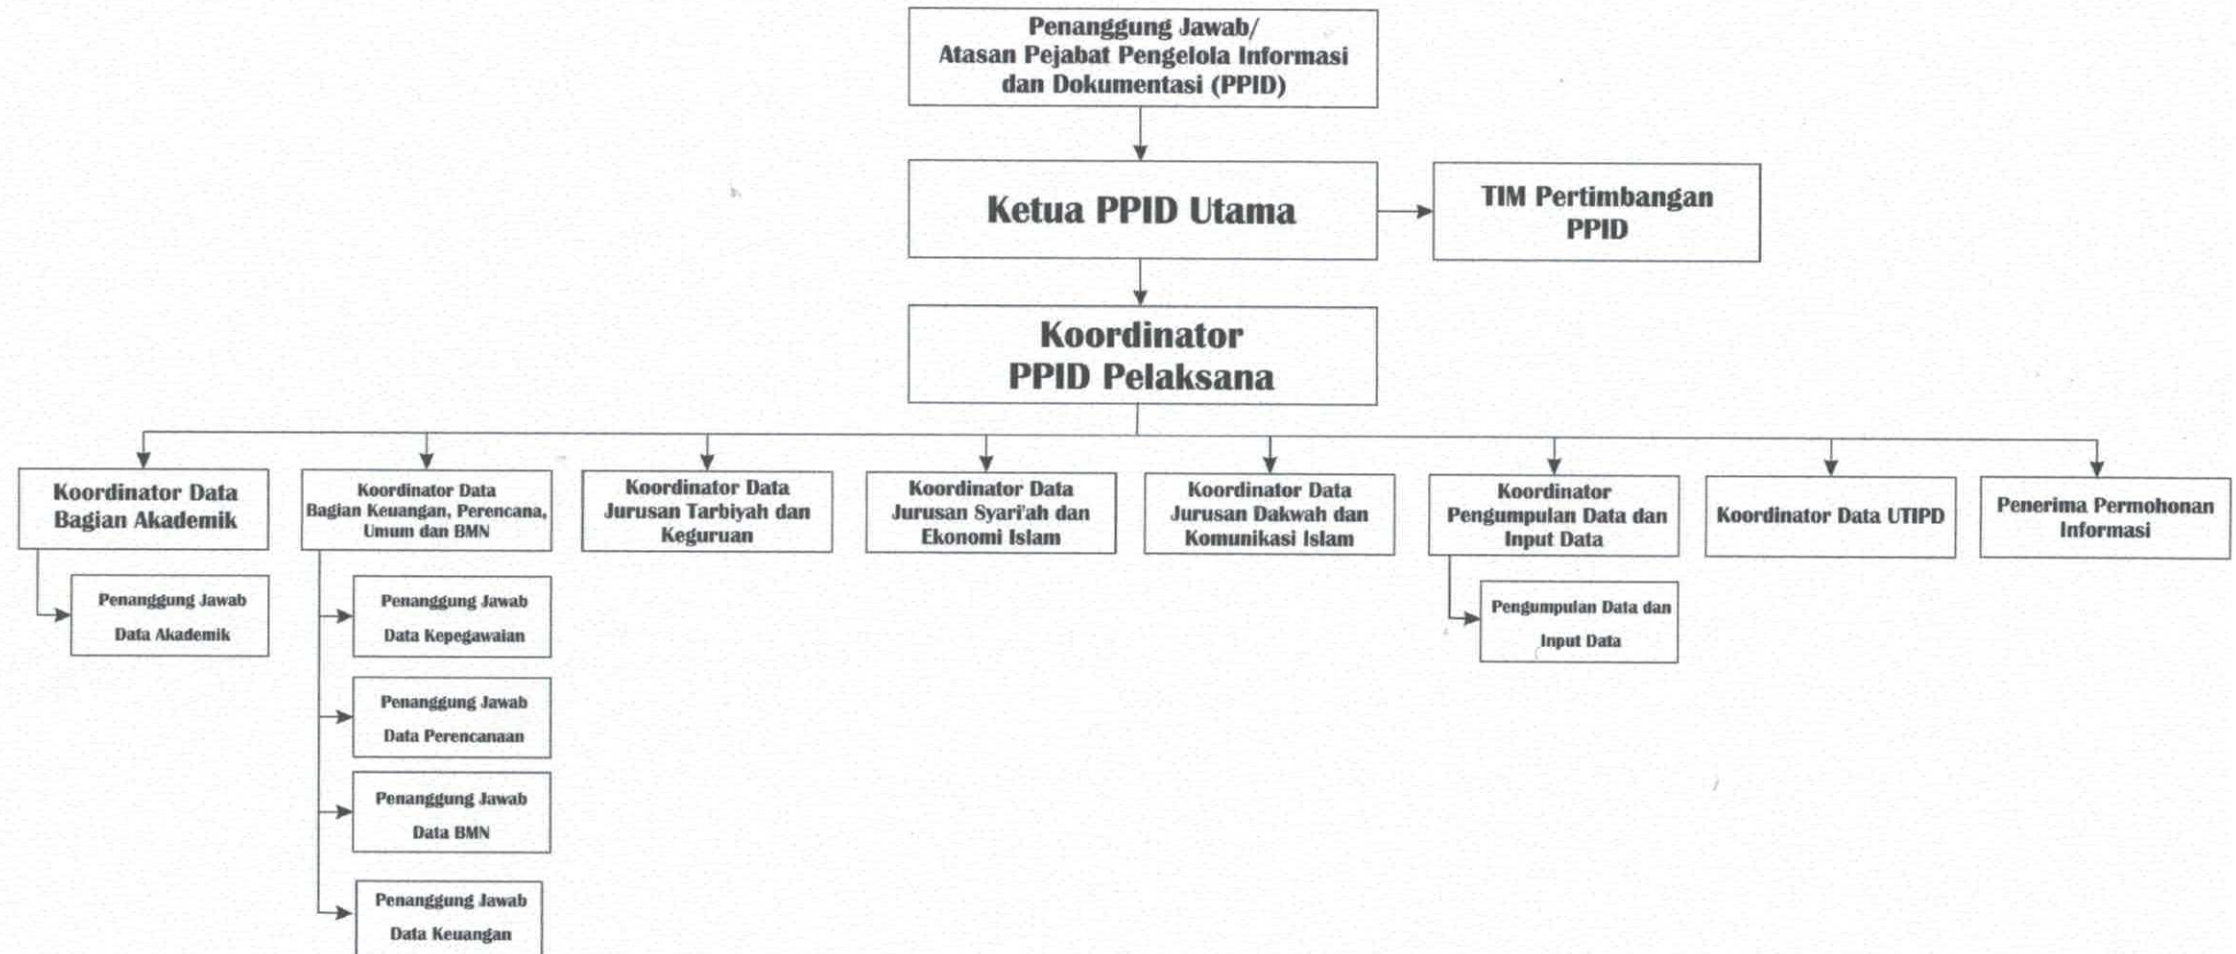 Penanggung Jawab/
Atasan Pejabat Pengelola Informasi
dan Dokumentasi (PPID)
Ketua PPID Utama
TIM Pertimbangan
PPID
Koordinator
PPID Pelaksana
Koordinator Data
Bagian Akademik
Koordinator Data
Bagian Keuangan, Perencana,
Umum dan BMN
Koordinator Data
Jurusan Tarbiyah dan
Keguruan
Koordinator Data
Jurusan Syari'ah dan
Ekonomi Islam
Koordinator Data
Jurusan Dakwah dan
Komunikasi Islam
Koordinator
Pengumpulan Data dan
Input Data
Koordinator Data UTIPD
Penerima Permohonan
Informasi
Penanggung Jawab
Data Akademik
Penanggung Jawab
Data Kepegawaian
Penanggung Jawab
Data Perencanaan
Penanggung Jawab
Data BMN
Penanggung Jawab
Data Keuangan
Pengumpulan Data dan
Input Data